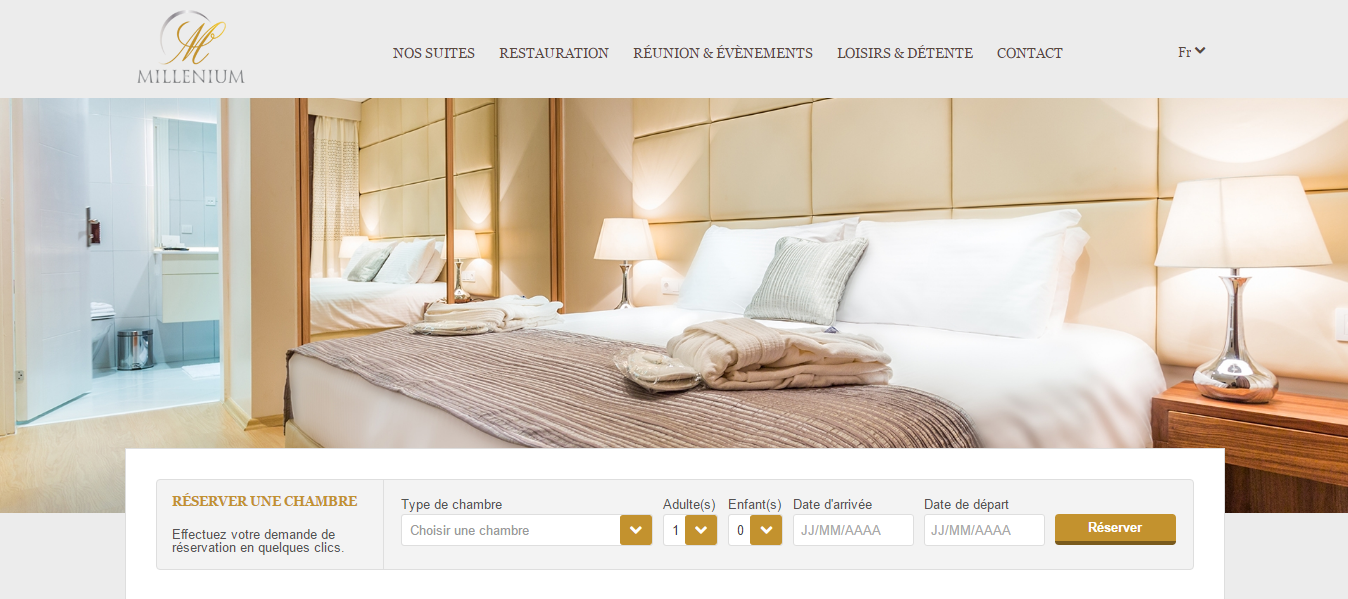 M
MILLENIUM
NOS SUITES RESTAURATION RÉUNION & ÉVÈNEMENTS LOISIRS & DÉTENTE CONTACT Fr
RÉSERVER UNE CHAMBRE
Effectuez votre demande de
réservation en quelques clics.
Type de chambre Adulte(s) Enfant(s) Date d'arrivée Date de départ
Choisir une chambre 1 0 JJ/MM/AAAA JJ/MM/AAAA Réserver